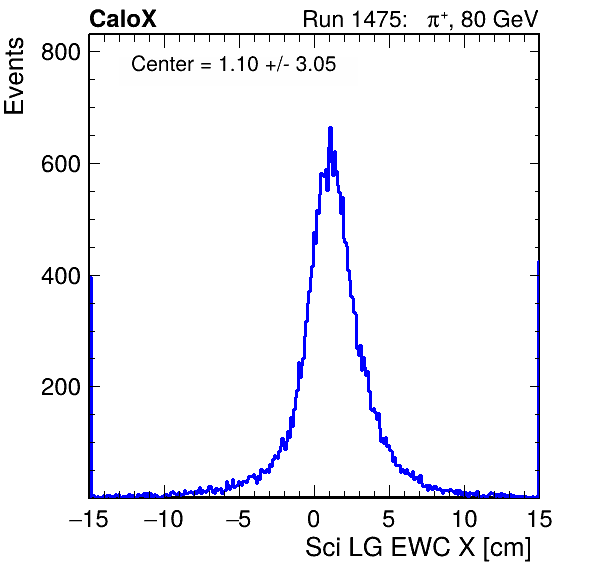 CaloX Run 1475: π⁺, 80 GeV
Center = 1.10 +/- 3.05
Events
800
600
400
200
−15 −10 −5 0 5 10 15
Sci LG EWC X [cm]